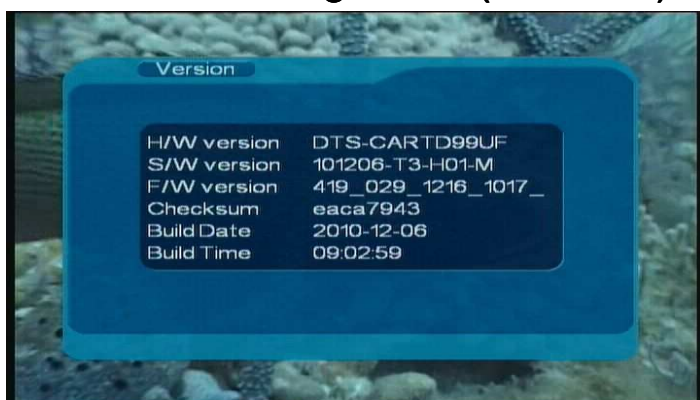 Version
H/W version DTS-CARTD99UF
S/W version 101206-T3-H01-M
F/W version 419_029_1216_1017_
Checksum eaca7943
Build Date 2010-12-06
Build Time 09:02:59